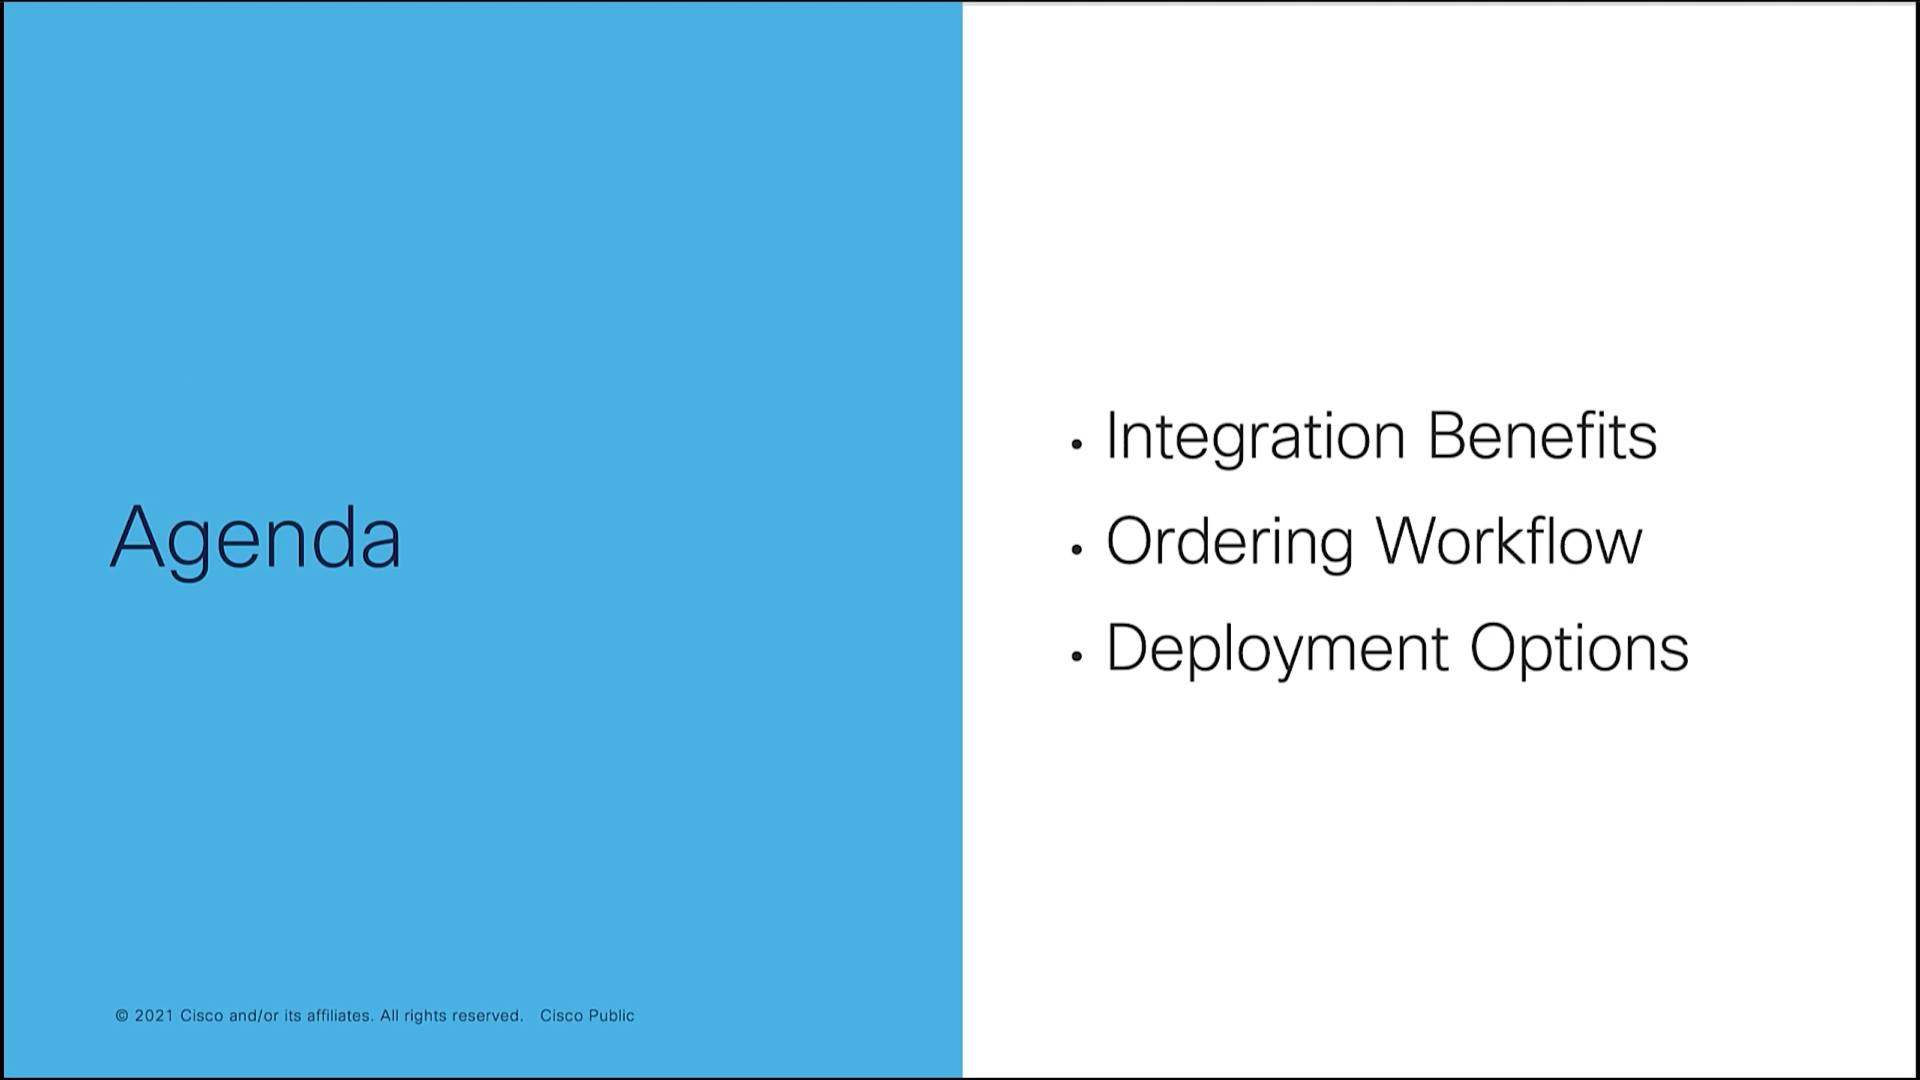 Agenda
• Integration Benefits
• Ordering Workflow
• Deployment Options
© 2021 Cisco and/or its affiliates. All rights reserved. Cisco Public